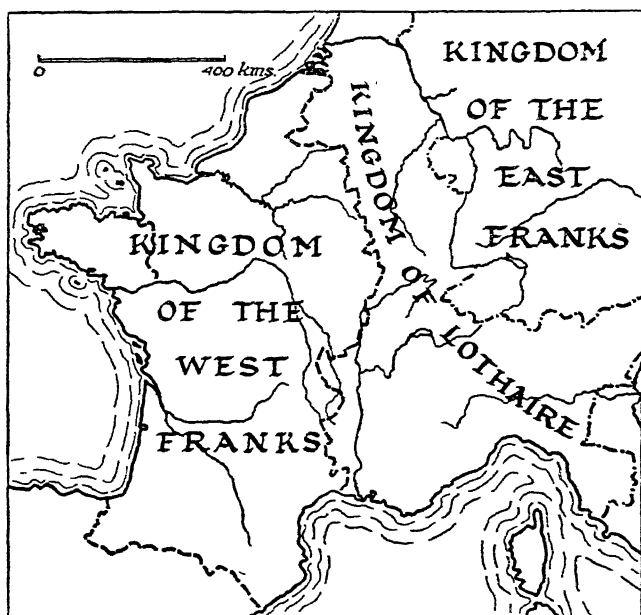 0 400 kms.
KINGDOM
OF THE
EAST
FRANKS
KINGDOM OF LOTHAIRE
KINGDOM
OF THE
WEST
FRANKS